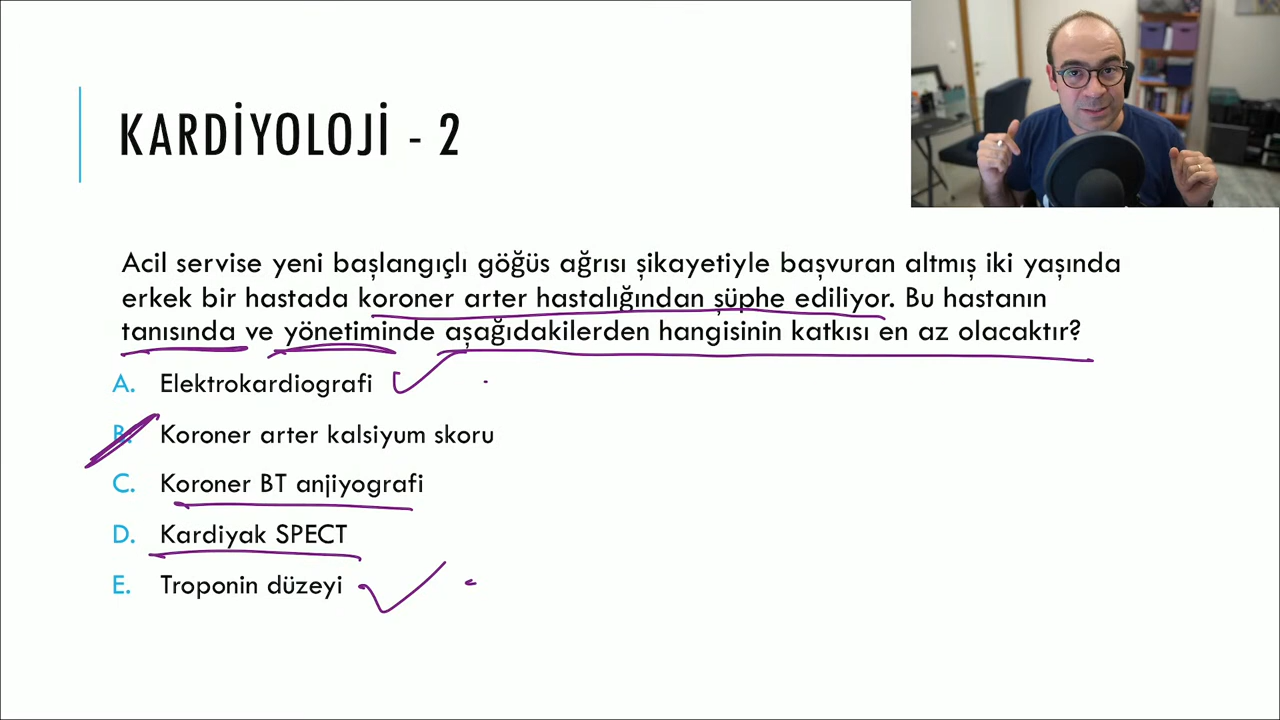 KARDİYOLOJİ - 2
Acil servise yeni başlangıçlı göğüs ağrısı şikayetiyle başvuran altmış iki yaşında
erkek bir hastada koroner arter hastalığından şüphe ediliyor. Bu hastanın
tanısında ve yönetiminde aşağıdakilerden hangisinin katkısı en az olacaktır?
A. Elektrokardiografi
B. Koroner arter kalsiyum skoru
C. Koroner BT anjiyografi
D. Kardiyak SPECT
E. Troponin düzeyi